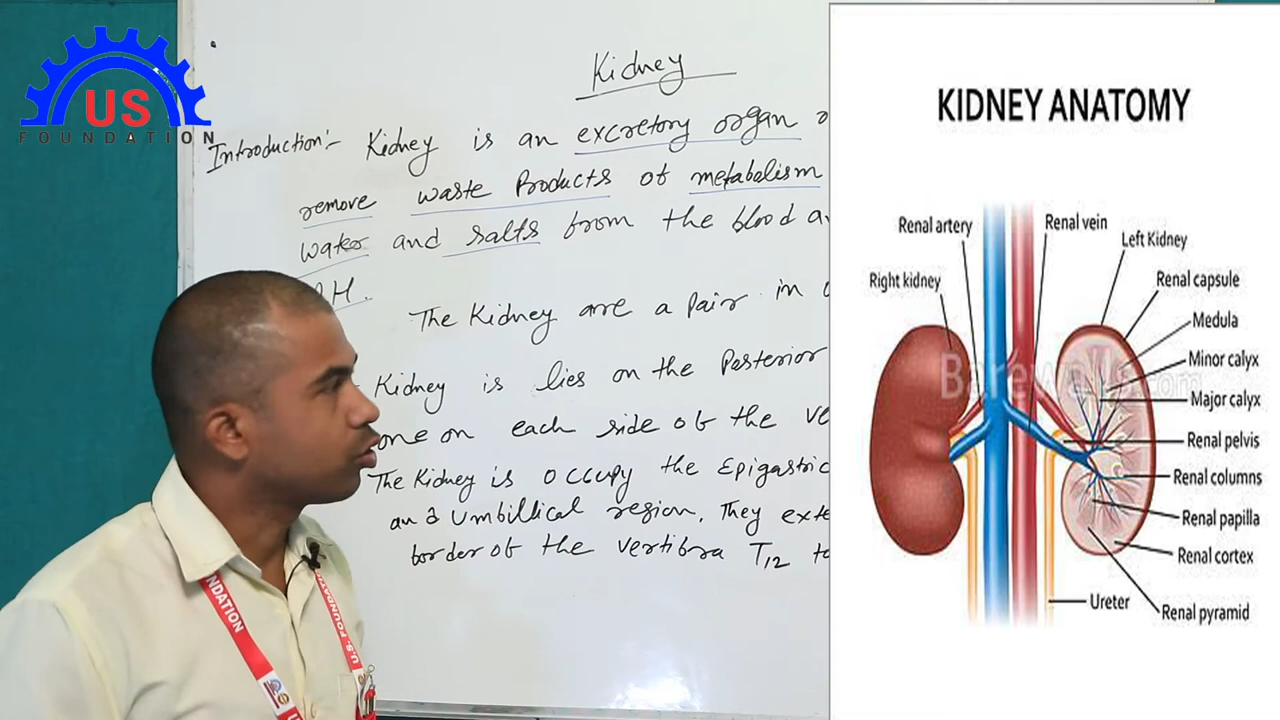 US
FOUNDATION
Kidney
Introduction:- Kidney is an excretory organ
remove waste Products of metabolism
water and salts from the blood
PH.
The Kidney are a pair in
Kidney is lies on the Posterior
one on each side of the
The Kidney is occupy the Epigastric
and Umbillical region. They
border of the vertibra T12
NDATION
U.S. FOUNDAT
KIDNEY ANATOMY
Renal artery
Renal vein
Left Kidney
Right kidney
Renal capsule
Medula
Minor calyx
Major calyx
Renal pelvis
Renal columns
Renal papilla
Renal cortex
Ureter
Renal pyramid